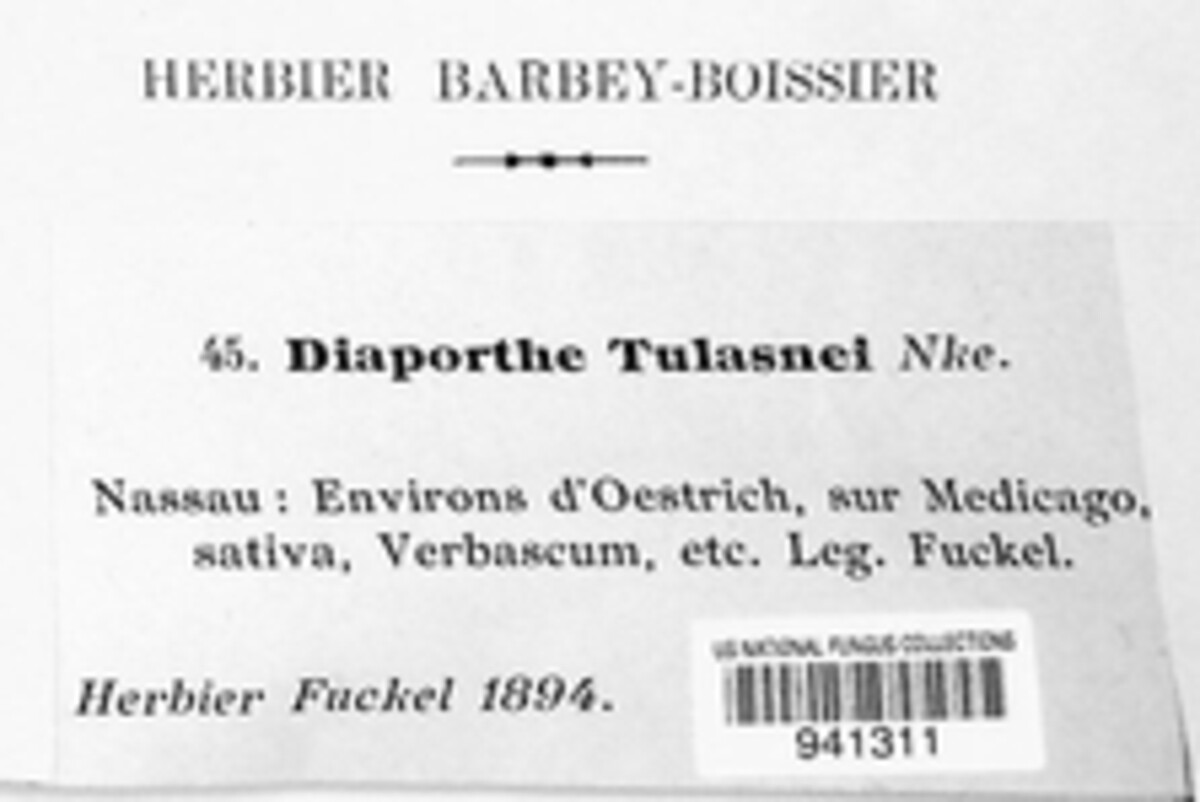 HERBIER BARBEY-BOISSIER
45. Diaporthe Tulasnei Nke.
Nassau : Environs d'Oestrich, sur Medicago,
sativa, Verbascum, etc. Leg. Fuckel.
Herbier Fuckel 1894.
US NATIONAL FUNGUS COLLECTIONS
941311